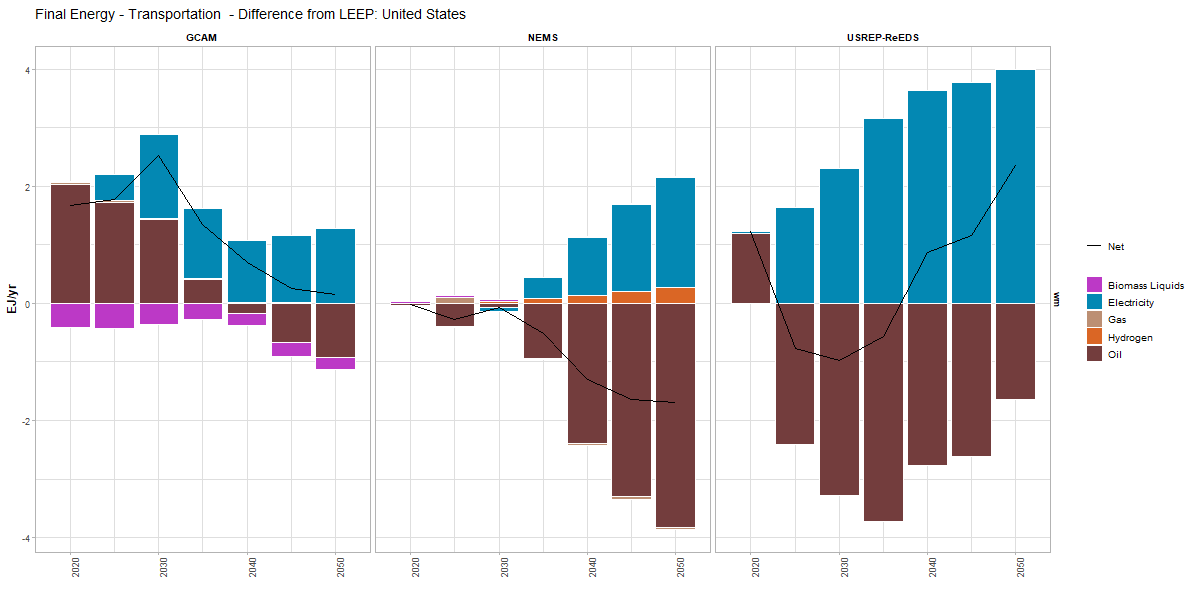 Final Energy - Transportation  - Difference from LEEP: United States
GCAM
NEMS
USREP-ReEDS
EJ/yr
4
2
0
-2
-4
2020
2030
2040
2050
2020
2030
2040
2050
2020
2030
2040
2050
wm
Net
Biomass Liquids
Electricity
Gas
Hydrogen
Oil